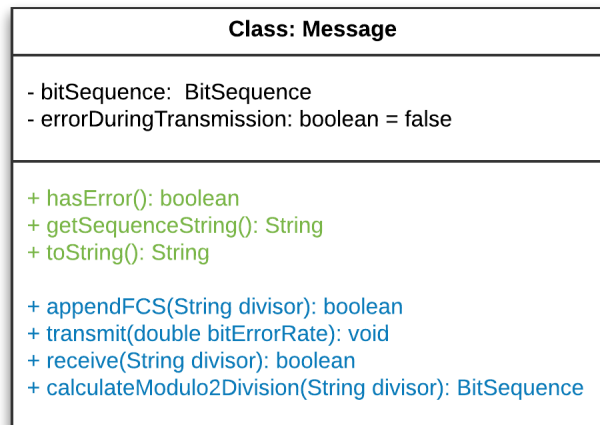 Class: Message
- bitSequence:  BitSequence
- errorDuringTransmission: boolean = false
+ hasError(): boolean
+ getSequenceString(): String
+ toString(): String
+ appendFCS(String divisor): boolean
+ transmit(double bitErrorRate): void
+ receive(String divisor): boolean
+ calculateModulo2Division(String divisor): BitSequence